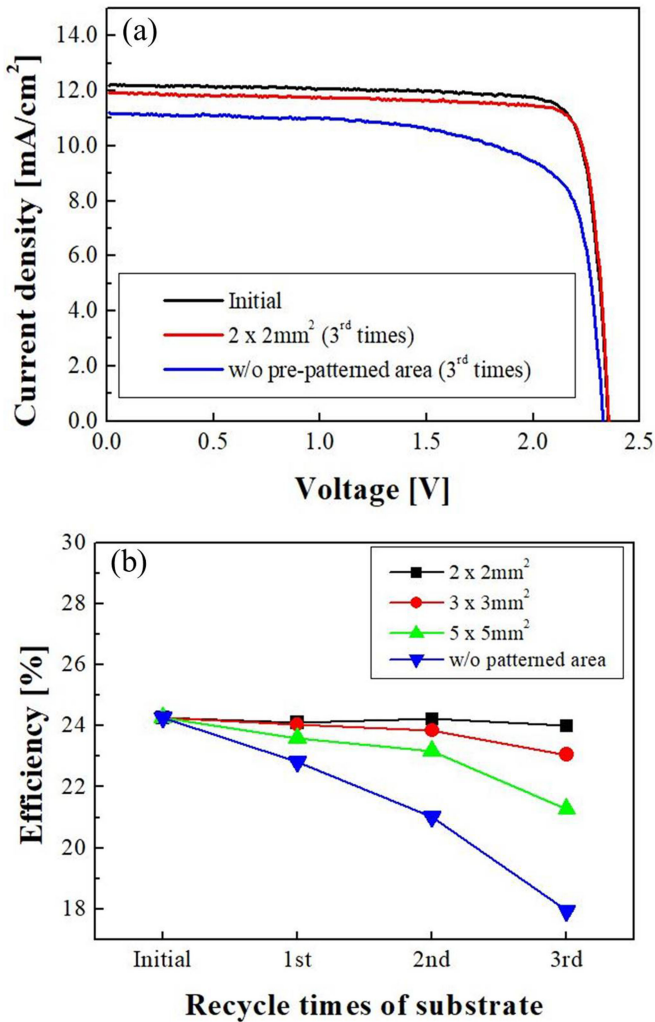 (a)
Current density [mA/cm²]
14.0
12.0
10.0
8.0
6.0
4.0
2.0
0.0
Initial
2 x 2mm² (3rd times)
w/o pre-patterned area (3rd times)
0.0 0.5 1.0 1.5 2.0 2.5
Voltage [V]
(b)
Efficiency [%]
30
28
26
24
22
20
18
2 x 2mm²
3 x 3mm²
5 x 5mm²
w/o patterned area
Initial 1st 2nd 3rd
Recycle times of substrate